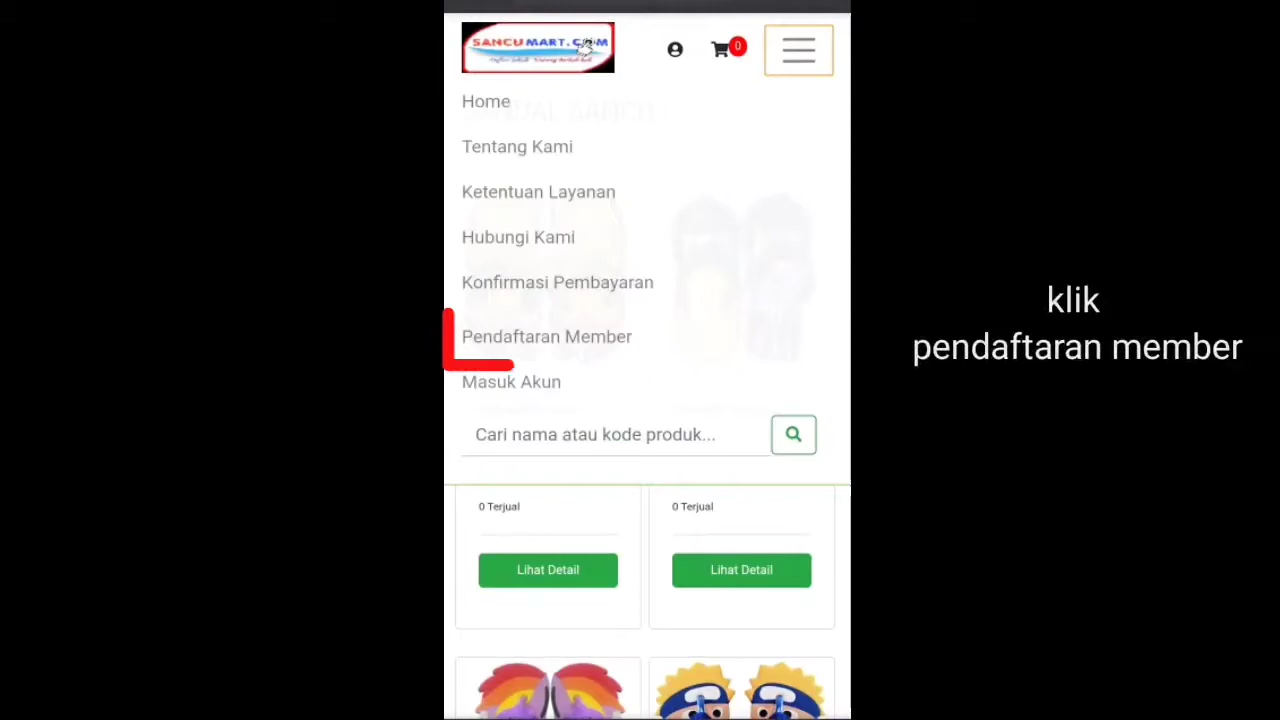 SANCUMART.COM
0
Home
Tentang Kami
Ketentuan Layanan
Hubungi Kami
Konfirmasi Pembayaran
Pendaftaran Member
Masuk Akun
Cari nama atau kode produk...
0 Terjual
0 Terjual
Lihat Detail
Lihat Detail
klik
pendaftaran member